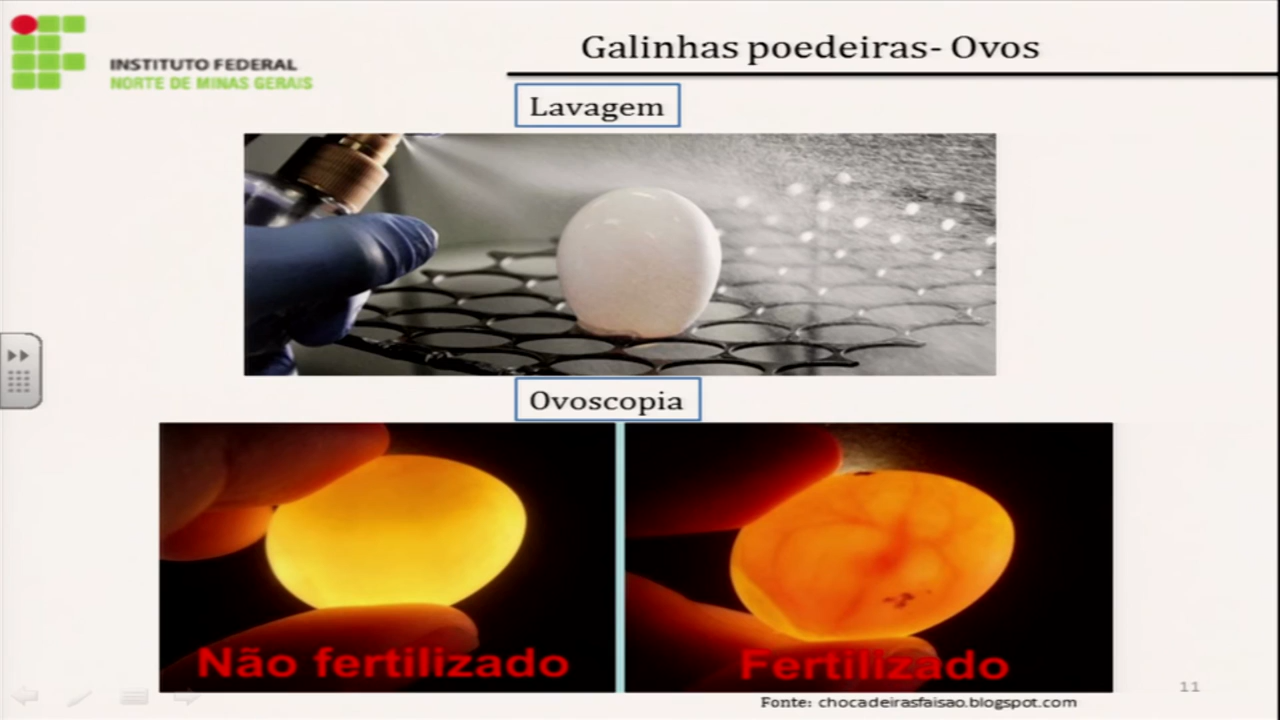 INSTITUTO FEDERAL
NORTE DE MINAS GERAIS
Galinhas poedeiras- Ovos
Lavagem
Ovoscopia
Não fertilizado
Fertilizado
Fonte: chocadeirasfaisao.blogspot.com
11